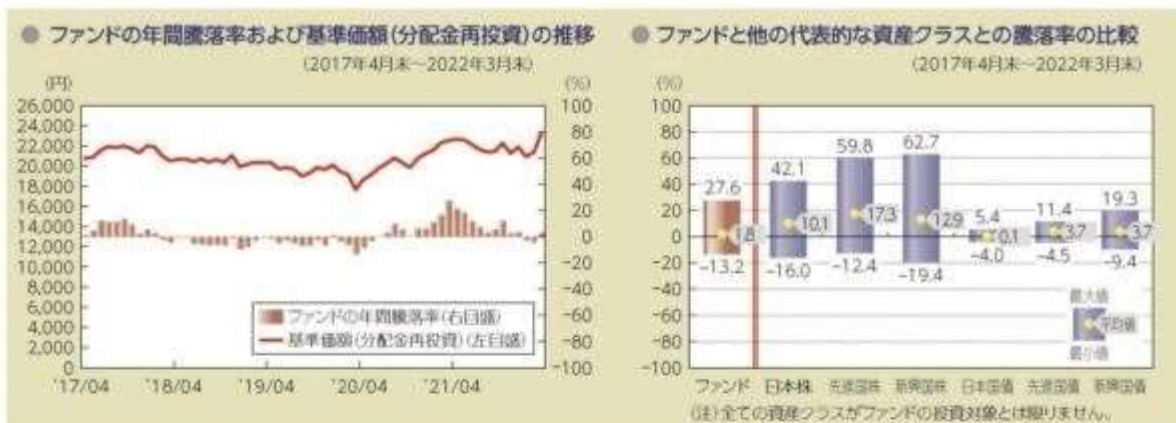 ● ファンドの年間騰落率および基準価額(分配金再投資)の推移
(2017年4月末～2022年3月末)
(円)
(%)
26,000
24,000
22,000
20,000
18,000
16,000
14,000
12,000
10,000
8,000
6,000
4,000
2,000
0
100
80
60
40
20
0
-20
-40
-60
-80
-100
ファンドの年間騰落率(右目盛)
基準価額(分配金再投資)(左目盛)
'17/04 '18/04 '19/04 '20/04 '21/04
● ファンドと他の代表的な資産クラスとの騰落率の比較
(2017年4月末～2022年3月末)
(%)
100
80
60
40
20
0
-20
-40
-60
-80
-100
27.6 42.1 59.8 62.7 5.4 11.4 19.3
1.8 10.1 17.3 12.9 0.1 3.7 3.7
-13.2 -16.0 -12.4 -19.4 -4.0 -4.5 -9.4
最大値
平均値
最小値
ファンド 日本株 先進国株 新興国株 日本国債 先進国債 新興国債
(注)全ての資産クラスがファンドの投資対象とは限りません。